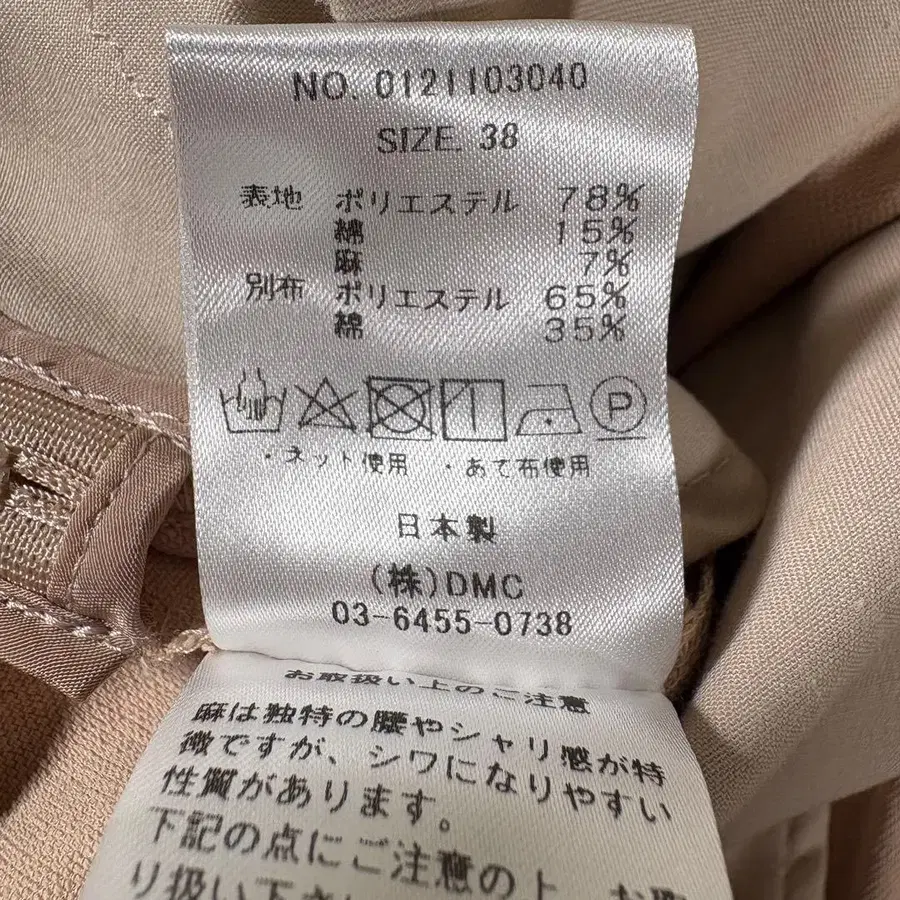 NO. 0121103040
SIZE. 38
表地 ポリエステル 78%
綿 15%
麻 7%
別布 ポリエステル 65%
綿 35%
P
・ネット使用 ・あて布使用
日本製
(株)DMC
03-6455-0738
お取扱い上のご注意
麻は独特の腰やシャリ感が特
徴ですが、シワになりやすい
性質があります。
下記の点にご注意の上、お取
り扱い下さ